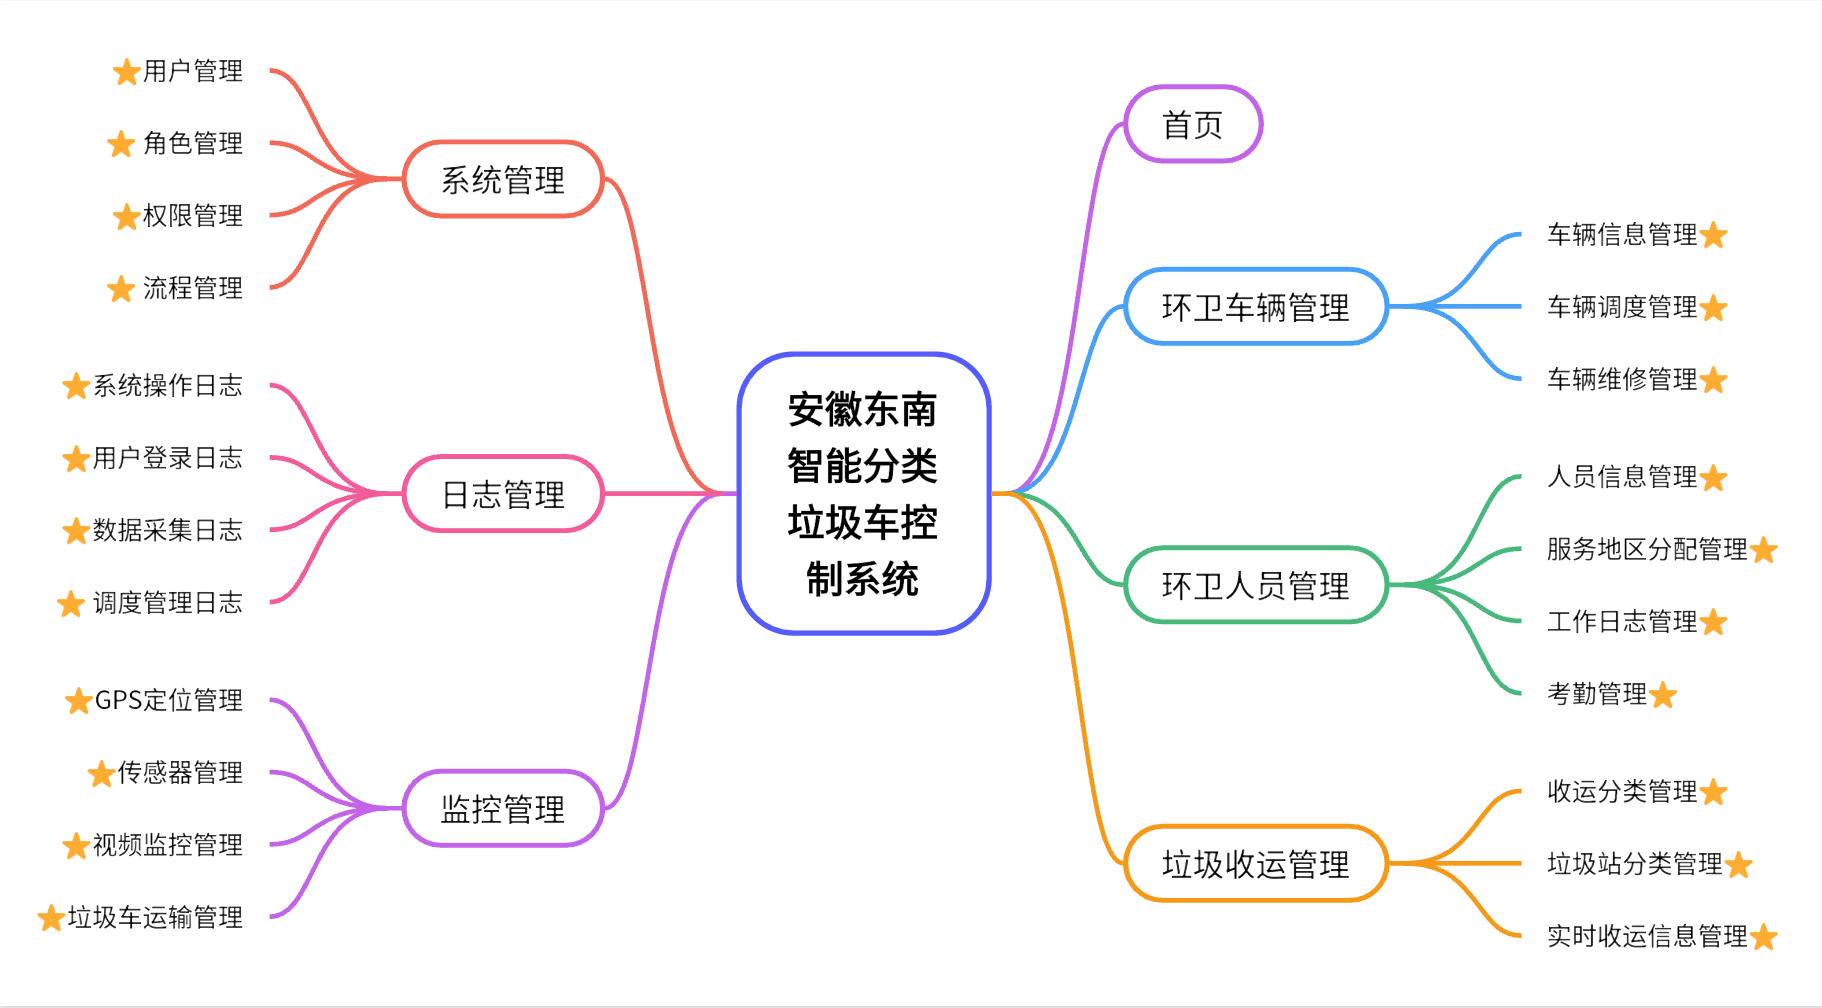 安徽东南
智能分类
垃圾车控
制系统
系统管理
用户管理
角色管理
权限管理
流程管理
日志管理
系统操作日志
用户登录日志
数据采集日志
调度管理日志
监控管理
GPS定位管理
传感器管理
视频监控管理
垃圾车运输管理
首页
环卫车辆管理
车辆信息管理
车辆调度管理
车辆维修管理
环卫人员管理
人员信息管理
服务地区分配管理
工作日志管理
考勤管理
垃圾收运管理
收运分类管理
垃圾站分类管理
实时收运信息管理